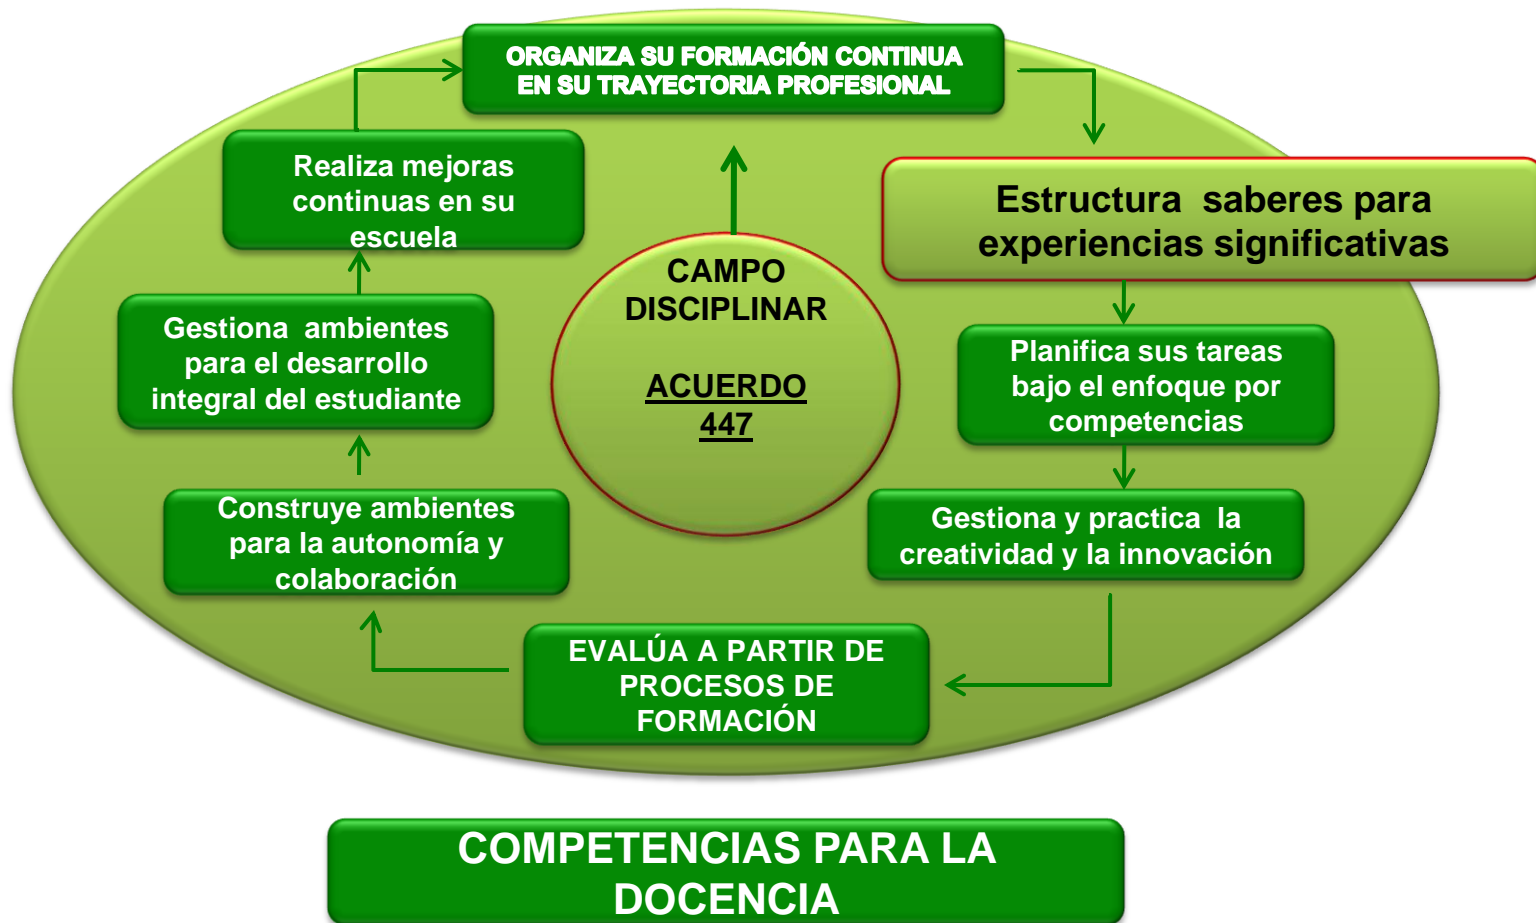 ORGANIZA SU FORMACIÓN CONTINUA
EN SU TRAYECTORIA PROFESIONAL
Realiza mejoras
continuas en su
escuela
Estructura saberes para
experiencias significativas
CAMPO
DISCIPLINAR
ACUERDO
447
Gestiona ambientes
para el desarrollo
integral del estudiante
Planifica sus tareas
bajo el enfoque por
competencias
Construye ambientes
para la autonomía y
colaboración
Gestiona y practica la
creatividad y la innovación
EVALÚA A PARTIR DE
PROCESOS DE
FORMACIÓN
COMPETENCIAS PARA LA
DOCENCIA